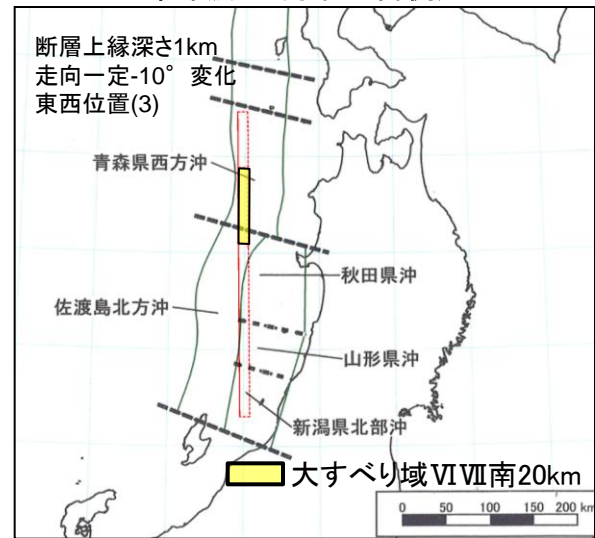 断層上縁深さ1km
走向一定-10°変化
東西位置(3)
青森県西方沖
秋田県沖
佐渡島北方沖
山形県沖
新潟県北部沖
大すべり域ⅥⅦ南20km
0 50 100 150 200 km